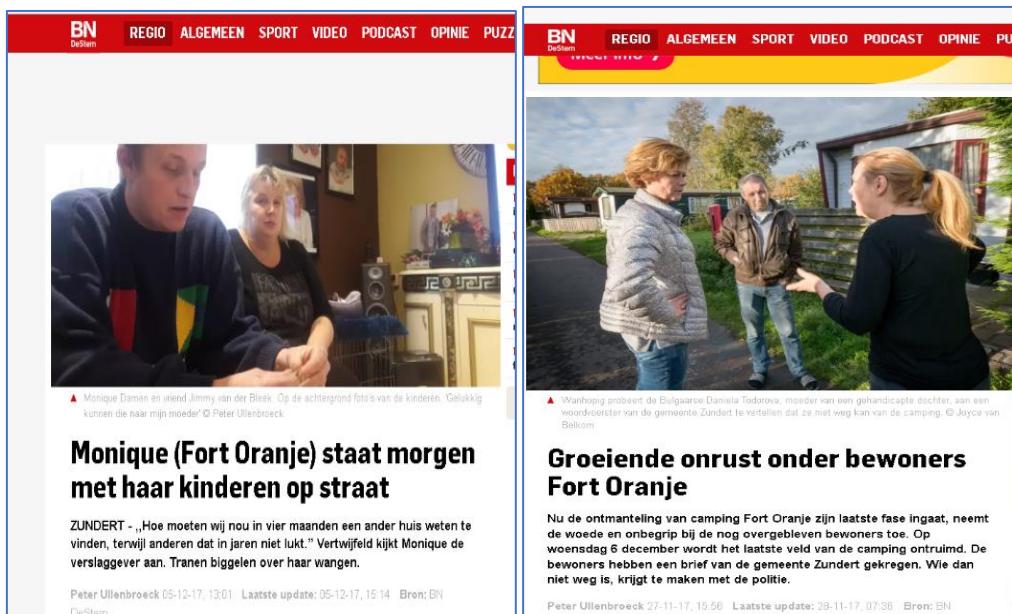 BN
DeStem
REGIO ALGEMEEN SPORT VIDEO PODCAST OPINIE PUZZ
Monique Damen en vriend Jimmy van der Bleek. Op de achtergrond foto's van de kinderen. 'Gelukkig
kunnen die naar mijn moeder' © Peter Ullenbroeck
Monique (Fort Oranje) staat morgen
met haar kinderen op straat
ZUNDERT - ,,Hoe moeten wij nou in vier maanden een ander huis weten te
vinden, terwijl anderen dat in jaren niet lukt.” Vertwijfeld kijkt Monique de
verslaggever aan. Tranen biggelen over haar wangen.
Peter Ullenbroeck 05-12-17, 13:01 Laatste update: 05-12-17, 15:14 Bron: BN
DeStem
BN
DeStem
REGIO ALGEMEEN SPORT VIDEO PODCAST OPINIE PU
Meer info
Wanhopig probeert de Bulgaarse Daniela Todorova, moeder van een gehandicapte dochter, aan een
woordvoerster van de gemeente Zundert te vertellen dat ze niet weg kan van de camping. © Joyce van
Belkom
Groeiende onrust onder bewoners
Fort Oranje
Nu de ontmanteling van camping Fort Oranje zijn laatste fase ingaat, neemt
de woede en onbegrip bij de nog overgebleven bewoners toe. Op
woensdag 6 december wordt het laatste veld van de camping ontruimd. De
bewoners hebben een brief van de gemeente Zundert gekregen. Wie dan
niet weg is, krijgt te maken met de politie.
Peter Ullenbroeck 27-11-17, 15:56 Laatste update: 28-11-17, 07:36 Bron: BN